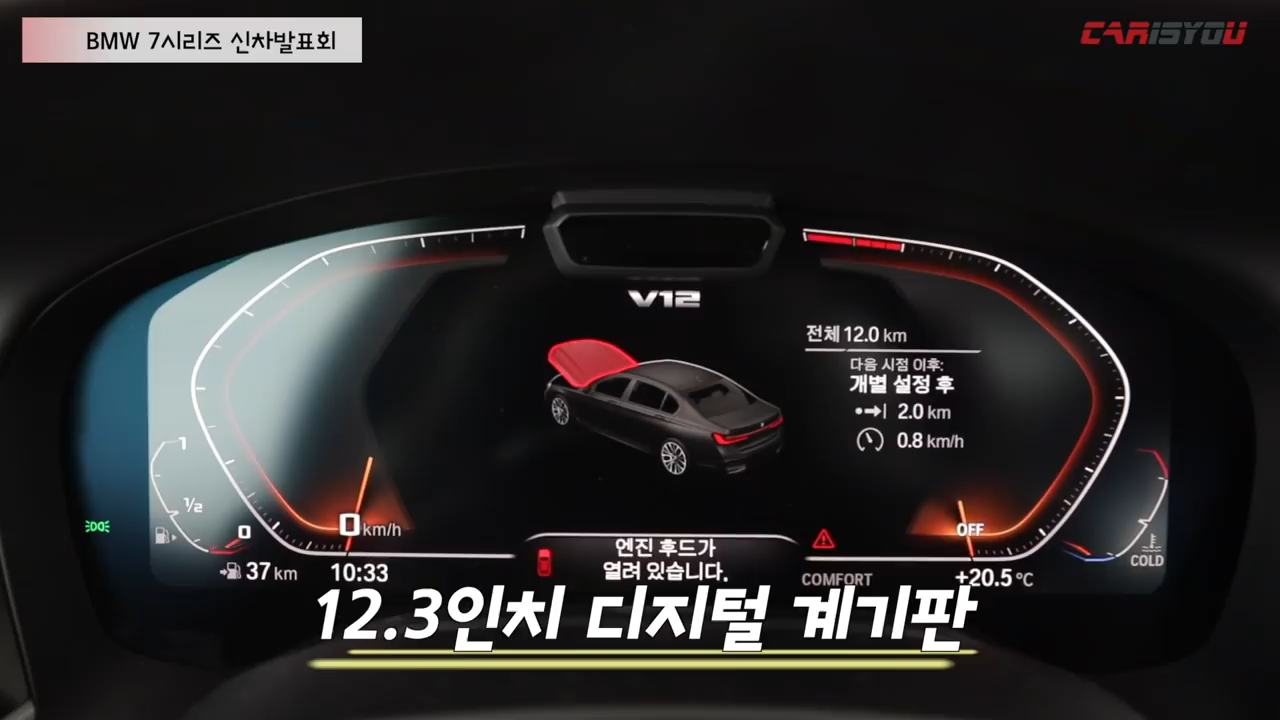 BMW 7시리즈 신차발표회
CARISYOU
V12
전체 12.0 km
다음 시점 이후:
개별 설정 후
2.0 km
0.8 km/h
1
1/2
0
0 km/h
OFF
37 km
10:33
엔진 후드가
열려 있습니다.
COMFORT
+20.5 °C
COLD
12.3인치 디지털 계기판